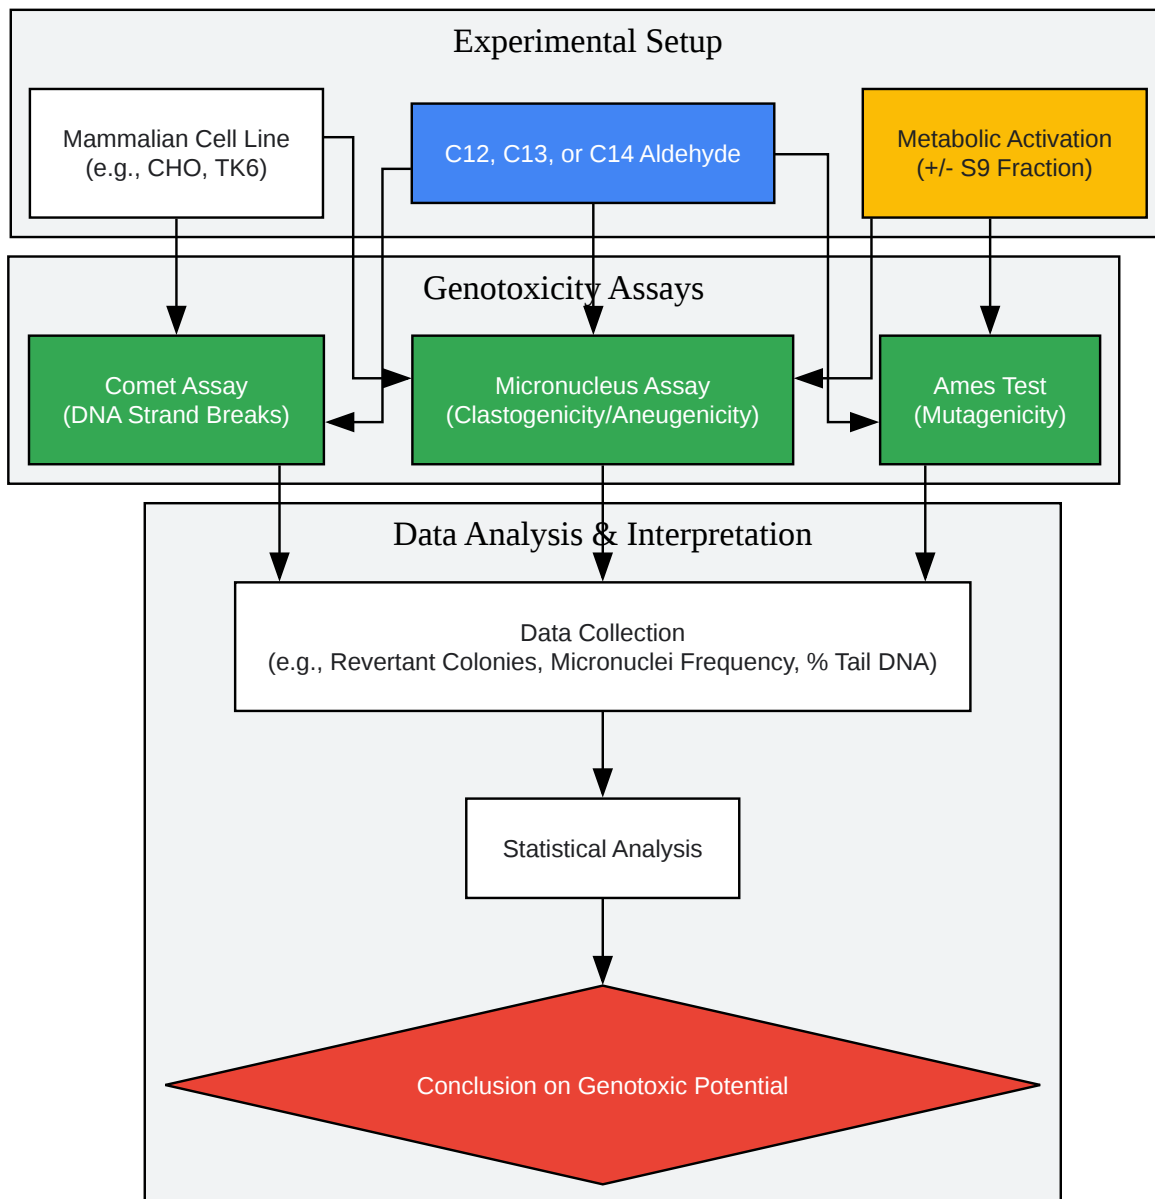 Experimental Setup
Mammalian Cell Line
(e.g., CHO, TK6)
C12, C13, or C14 Aldehyde
Metabolic Activation
(+/- S9 Fraction)
Genotoxicity Assays
Comet Assay
(DNA Strand Breaks)
Micronucleus Assay
(Clastogenicity/Aneugenicity)
Ames Test
(Mutagenicity)
Data Analysis & Interpretation
Data Collection
(e.g., Revertant Colonies, Micronuclei Frequency, % Tail DNA)
Statistical Analysis
Conclusion on Genotoxic Potential